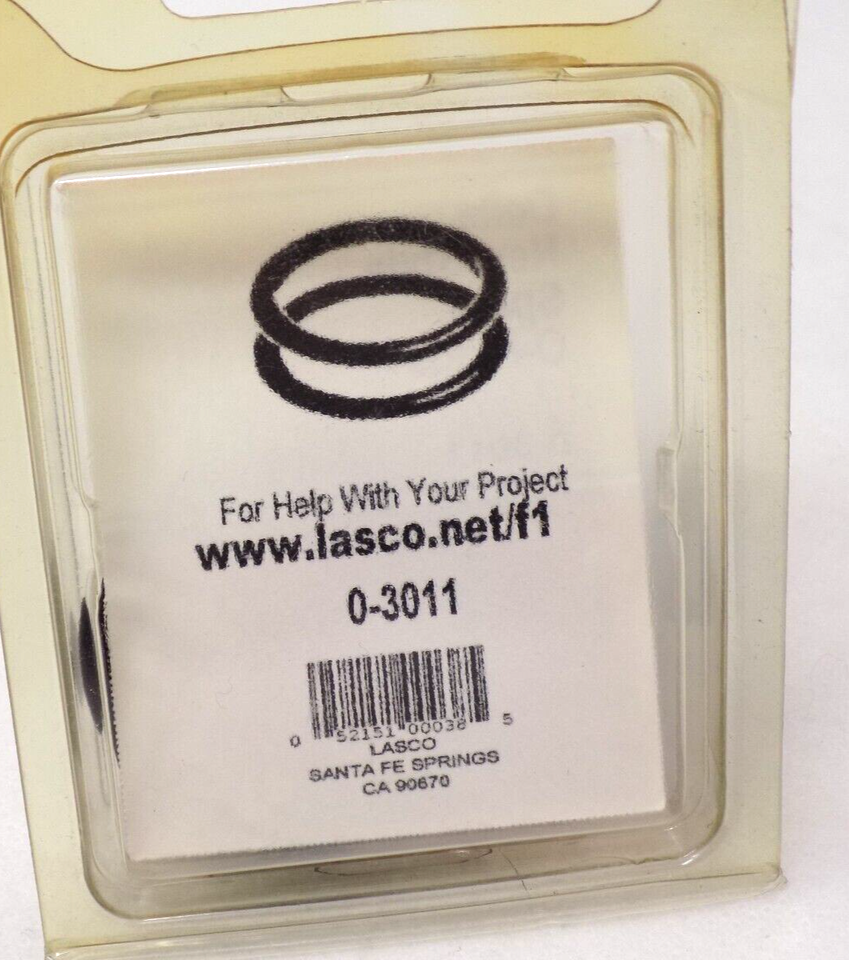 For Help With Your Project
www.lasco.net/f1
0-3011
0 52151 00038 5
LASCO
SANTA FE SPRINGS
CA 90670